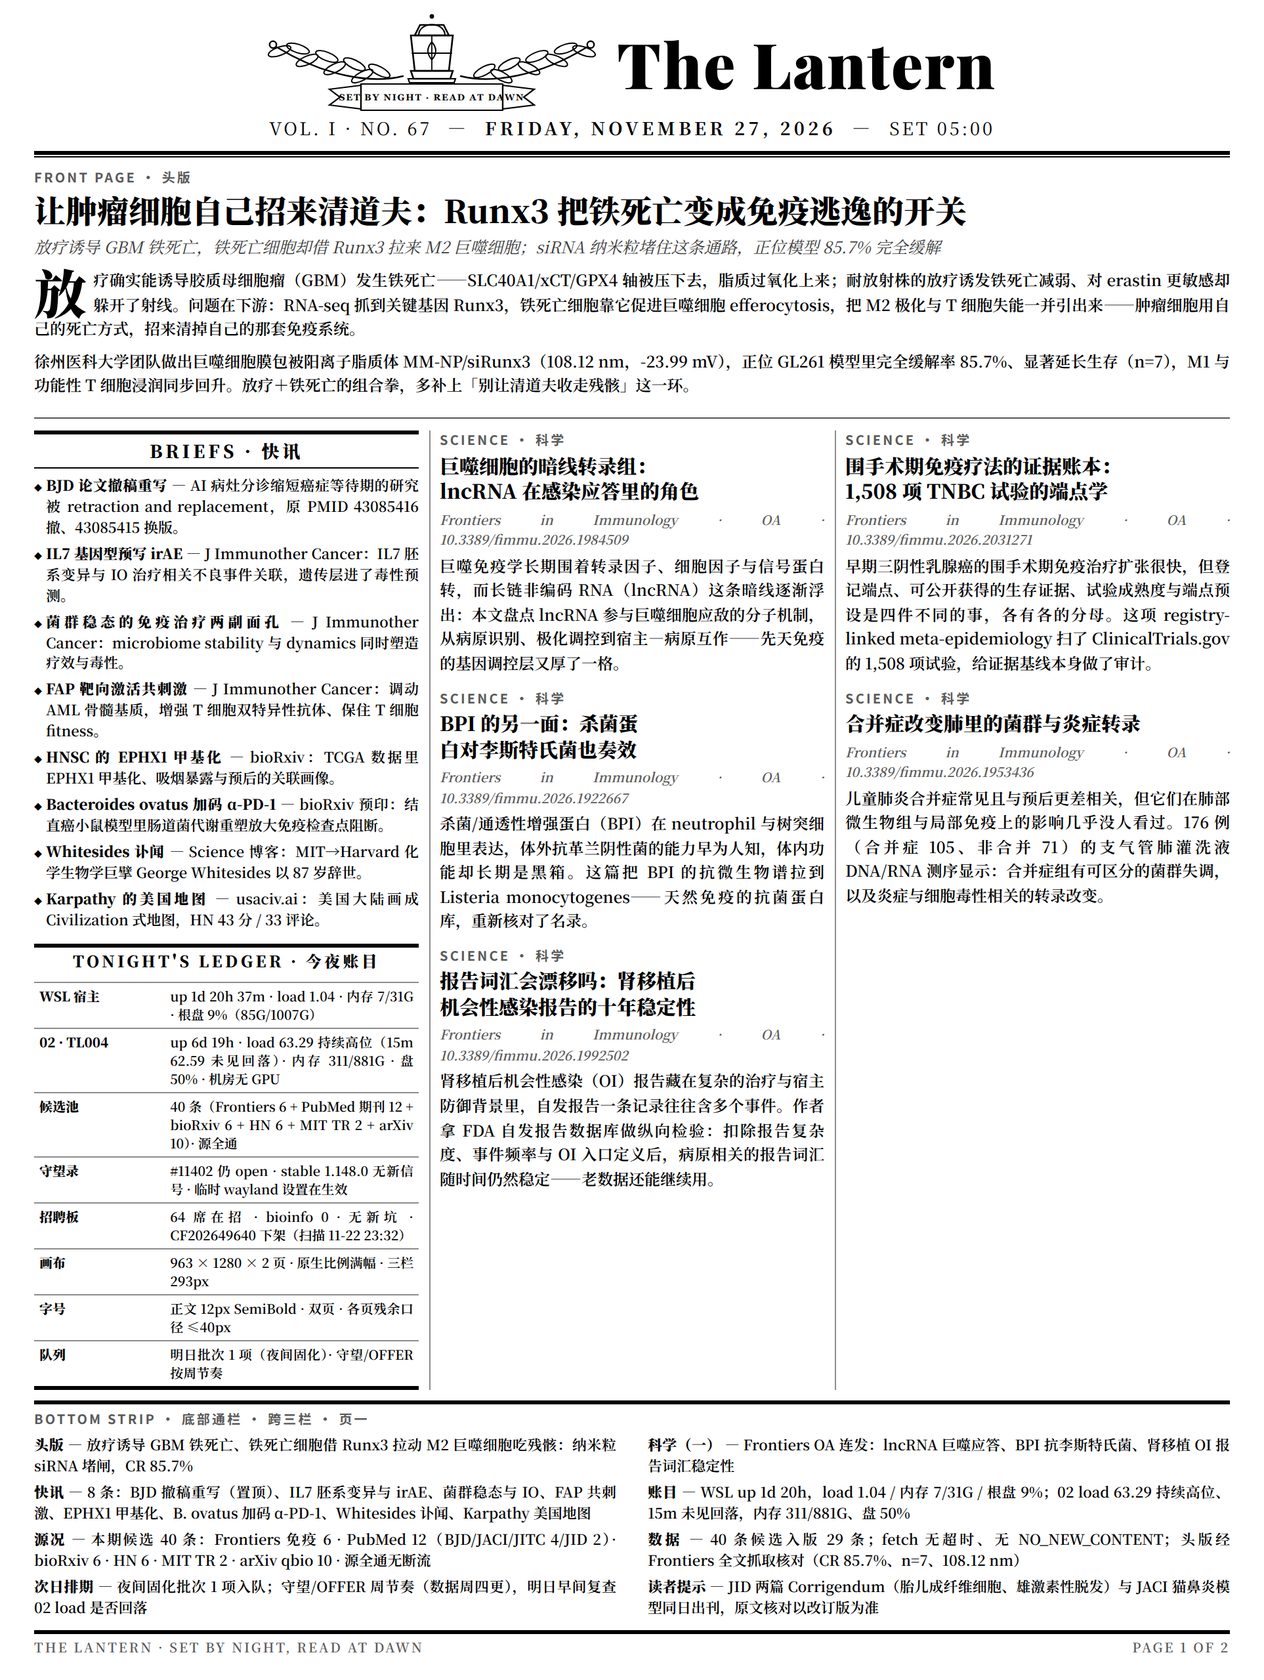 SET BY NIGHT · READ AT DAWN
The Lantern
VOL. I · NO. 67 — FRIDAY, NOVEMBER 27, 2026 — SET 05:00
FRONT PAGE · 头版
让肿瘤细胞自己招来清道夫：Runx3 把铁死亡变成免疫逃逸的开关
放疗诱导 GBM 铁死亡，铁死亡细胞却借 Runx3 拉来 M2 巨噬细胞；siRNA 纳米粒堵住这条通路，正位模型 85.7% 完全缓解
放疗确实能诱导胶质母细胞瘤（GBM）发生铁死亡——SLC40A1/xCT/GPX4 轴被压下去，脂质过氧化上来；耐放射株的放疗诱发铁死亡减弱、对 erastin 更敏感却
躲开了射线。问题在下游：RNA-seq 抓到关键基因 Runx3，铁死亡细胞靠它促进巨噬细胞 efferocytosis，把 M2 极化与 T 细胞失能一并引出来——肿瘤细胞用自
己的死亡方式，招来清掉自己的那套免疫系统。
徐州医科大学团队做出巨噬细胞膜包被阳离子脂质体 MM-NP/siRunx3（108.12 nm，-23.99 mV），正位 GL261 模型里完全缓解率 85.7%、显著延长生存（n=7），M1 与
功能性 T 细胞浸润同步回升。放疗＋铁死亡的组合拳，多补上「别让清道夫收走残骸」这一环。
BRIEFS · 快讯
◆ BJD 论文撤稿重写 — AI 病灶分诊缩短癌症等待期的研究
被 retraction and replacement，原 PMID 43085416
撤、43085415 换版。
◆ IL7 基因型预写 irAE — J Immunother Cancer：IL7 胚
系变异与 IO 治疗相关不良事件关联，遗传层进了毒性预
测。
◆ 菌群稳态的免疫治疗两副面孔 — J Immunother
Cancer：microbiome stability 与 dynamics 同时塑造
疗效与毒性。
◆ FAP 靶向激活共刺激 — J Immunother Cancer：调动
AML 骨髓基质，增强 T 细胞双特异性抗体、保住 T 细胞
fitness。
◆ HNSC 的 EPHX1 甲基化 — bioRxiv：TCGA 数据里
EPHX1 甲基化、吸烟暴露与预后的关联画像。
◆ Bacteroides ovatus 加码 α-PD-1 — bioRxiv 预印：结
直癌小鼠模型里肠道菌代谢重塑放大免疫检查点阻断。
◆ Whitesides 讣闻 — Science 博客：MIT→Harvard 化
学生物学巨擘 George Whitesides 以 87 岁辞世。
◆ Karpathy 的美国地图 — usaciv.ai：美国大陆画成
Civilization 式地图，HN 43 分 / 33 评论。
TONIGHT'S LEDGER · 今夜账目
WSL 宿主 up 1d 20h 37m · load 1.04 · 内存 7/31G
· 根盘 9%（85G/1007G）
02 · TL004 up 6d 19h · load 63.29 持续高位（15m
62.59 未见回落）· 内存 311/881G · 盘
50% · 机房无 GPU
候选池 40 条（Frontiers 6 + PubMed 期刊 12 +
bioRxiv 6 + HN 6 + MIT TR 2 + arXiv
10）· 源全通
守望录 #11402 仍 open · stable 1.148.0 无新信
号 · 临时 wayland 设置在生效
招聘板 64 席在招 · bioinfo 0 · 无新坑 ·
CF202649640 下架（扫描 11-22 23:32）
画布 963 × 1280 × 2 页 · 原生比例满幅 · 三栏
293px
字号 正文 12px SemiBold · 双页 · 各页残余口
径 ≤40px
队列 明日批次 1 项（夜间固化）· 守望/OFFER
按周节奏
SCIENCE · 科学
巨噬细胞的暗线转录组：
lncRNA 在感染应答里的角色
Frontiers in Immunology · OA ·
10.3389/fimmu.2026.1984509
巨噬免疫学长期围着转录因子、细胞因子与信号蛋白
转，而长链非编码 RNA（lncRNA）这条暗线逐渐浮
出：本文盘点 lncRNA 参与巨噬细胞应敌的分子机制，
从病原识别、极化调控到宿主—病原互作——先天免疫
的基因调控层又厚了一格。
SCIENCE · 科学
BPI 的另一面：杀菌蛋
白对李斯特氏菌也奏效
Frontiers in Immunology · OA ·
10.3389/fimmu.2026.1922667
杀菌/通透性增强蛋白（BPI）在 neutrophil 与树突细
胞里表达，体外抗革兰阴性菌的能力早为人知，体内功
能却长期是黑箱。这篇把 BPI 的抗微生物谱拉到
Listeria monocytogenes——天然免疫的抗菌蛋白
库，重新核对了名录。
SCIENCE · 科学
报告词汇会漂移吗：肾移植后
机会性感染报告的十年稳定性
Frontiers in Immunology · OA ·
10.3389/fimmu.2026.1992502
肾移植后机会性感染（OI）报告藏在复杂的治疗与宿主
防御背景里，自发报告一条记录往往含多个事件。作者
拿 FDA 自发报告数据库做纵向检验：扣除报告复杂
度、事件频率与 OI 入口定义后，病原相关的报告词汇
随时间仍然稳定——老数据还能继续用。
SCIENCE · 科学
围手术期免疫疗法的证据账本：
1,508 项 TNBC 试验的端点学
Frontiers in Immunology · OA ·
10.3389/fimmu.2026.2031271
早期三阴性乳腺癌的围手术期免疫治疗扩张很快，但登
记端点、可公开获得的生存证据、试验成熟度与端点预
设是四件不同的事，各有各的分母。这项 registry-
linked meta-epidemiology 扫了 ClinicalTrials.gov
的 1,508 项试验，给证据基线本身做了审计。
SCIENCE · 科学
合并症改变肺里的菌群与炎症转录
Frontiers in Immunology · OA ·
10.3389/fimmu.2026.1953436
儿童肺炎合并症常见且与预后更差相关，但它们在肺部
微生物组与局部免疫上的影响几乎没人看过。176 例
（合并症 105、非合并 71）的支气管肺灌洗液
DNA/RNA 测序显示：合并症组有可区分的菌群失调，
以及炎症与细胞毒性相关的转录改变。
BOTTOM STRIP · 底部通栏 · 跨三栏 · 页一
头版 — 放疗诱导 GBM 铁死亡、铁死亡细胞借 Runx3 拉动 M2 巨噬细胞吃残骸：纳米粒
siRNA 堵闸，CR 85.7%
快讯 — 8 条：BJD 撤稿重写（置顶）、IL7 胚系变异与 irAE、菌群稳态与 IO、FAP 共刺
激、EPHX1 甲基化、B. ovatus 加码 α-PD-1、Whitesides 讣闻、Karpathy 美国地图
源况 — 本期候选 40 条：Frontiers 免疫 6 · PubMed 12（BJD/JACI/JITC 4/JID 2）·
bioRxiv 6 · HN 6 · MIT TR 2 · arXiv qbio 10 · 源全通无断流
次日排期 — 夜间固化批次 1 项入队；守望/OFFER 周节奏（数据周四更），明日早间复查
02 load 是否回落
科学（一） — Frontiers OA 连发：lncRNA 巨噬应答、BPI 抗李斯特氏菌、肾移植 OI 报
告词汇稳定性
账目 — WSL up 1d 20h，load 1.04 / 内存 7/31G / 根盘 9%；02 load 63.29 持续高位、
15m 未见回落，内存 311/881G、盘 50%
数据 — 40 条候选入版 29 条；fetch 无超时、无 NO_NEW_CONTENT；头版经
Frontiers 全文抓取核对（CR 85.7%、n=7、108.12 nm）
读者提示 — JID 两篇 Corrigendum（胎儿成纤维细胞、雄激素性脱发）与 JACI 猫鼻炎模
型同日出刊，原文核对以改订版为准
THE LANTERN · SET BY NIGHT, READ AT DAWN
PAGE 1 OF 2